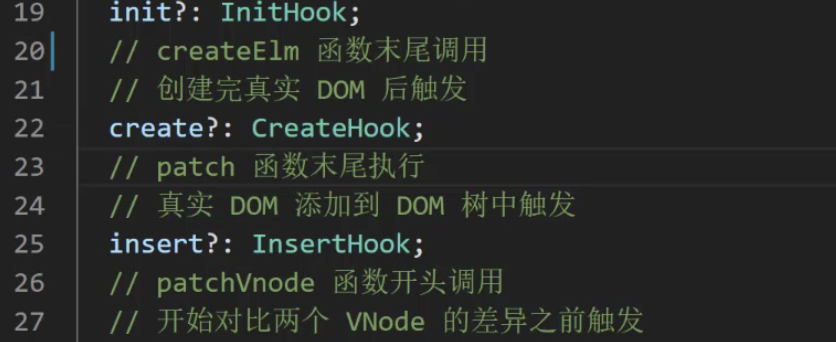 19 init?: InitHook;
20 // createElm 函数末尾调用
21 // 创建完真实 DOM 后触发
22 create?: CreateHook;
23 // patch 函数末尾执行
24 // 真实 DOM 添加到 DOM 树中触发
25 insert?: InsertHook;
26 // patchVnode 函数开头调用
27 // 开始对比两个 VNode 的差异之前触发